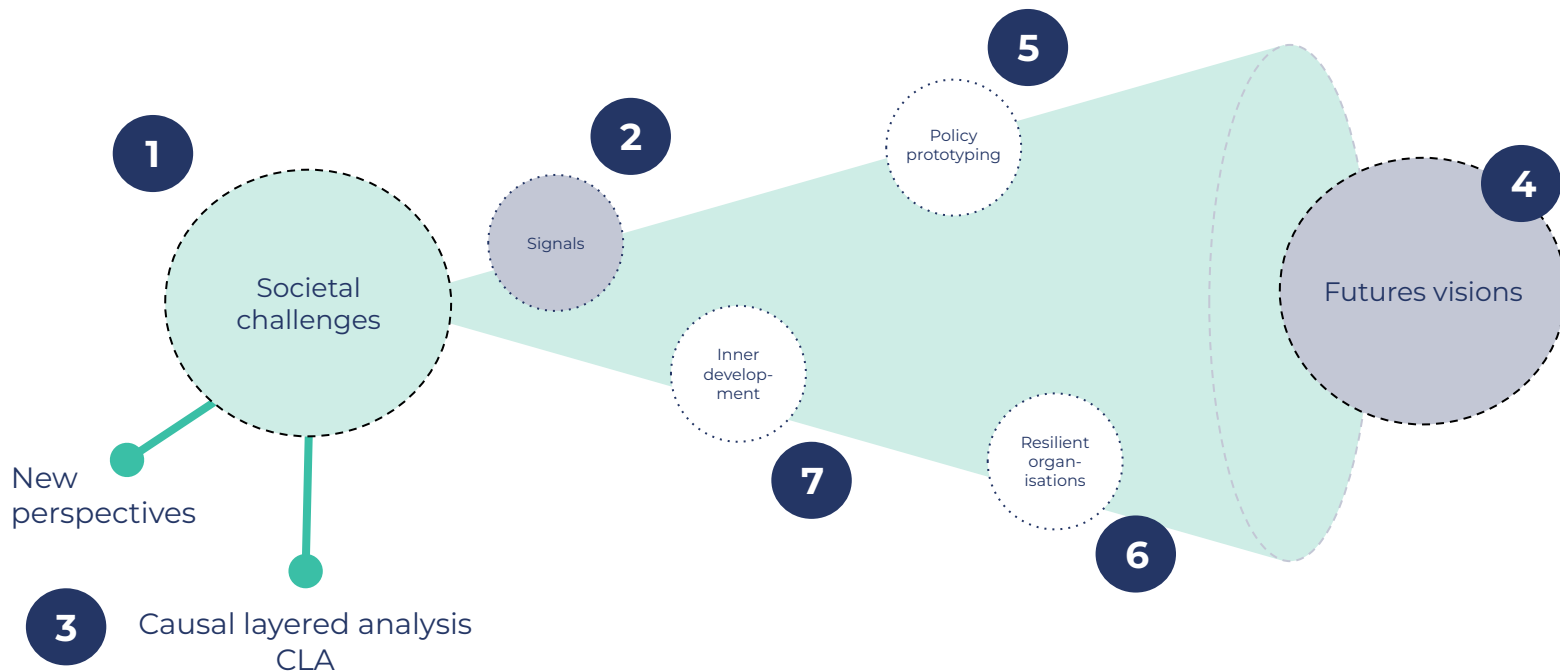 1
Societal
challenges
2
Signals
5
Policy
prototyping
4
Futures visions
Inner
develop-
ment
7
Resilient
organ-
isations
6
New
perspectives
3
Causal layered analysis
CLA